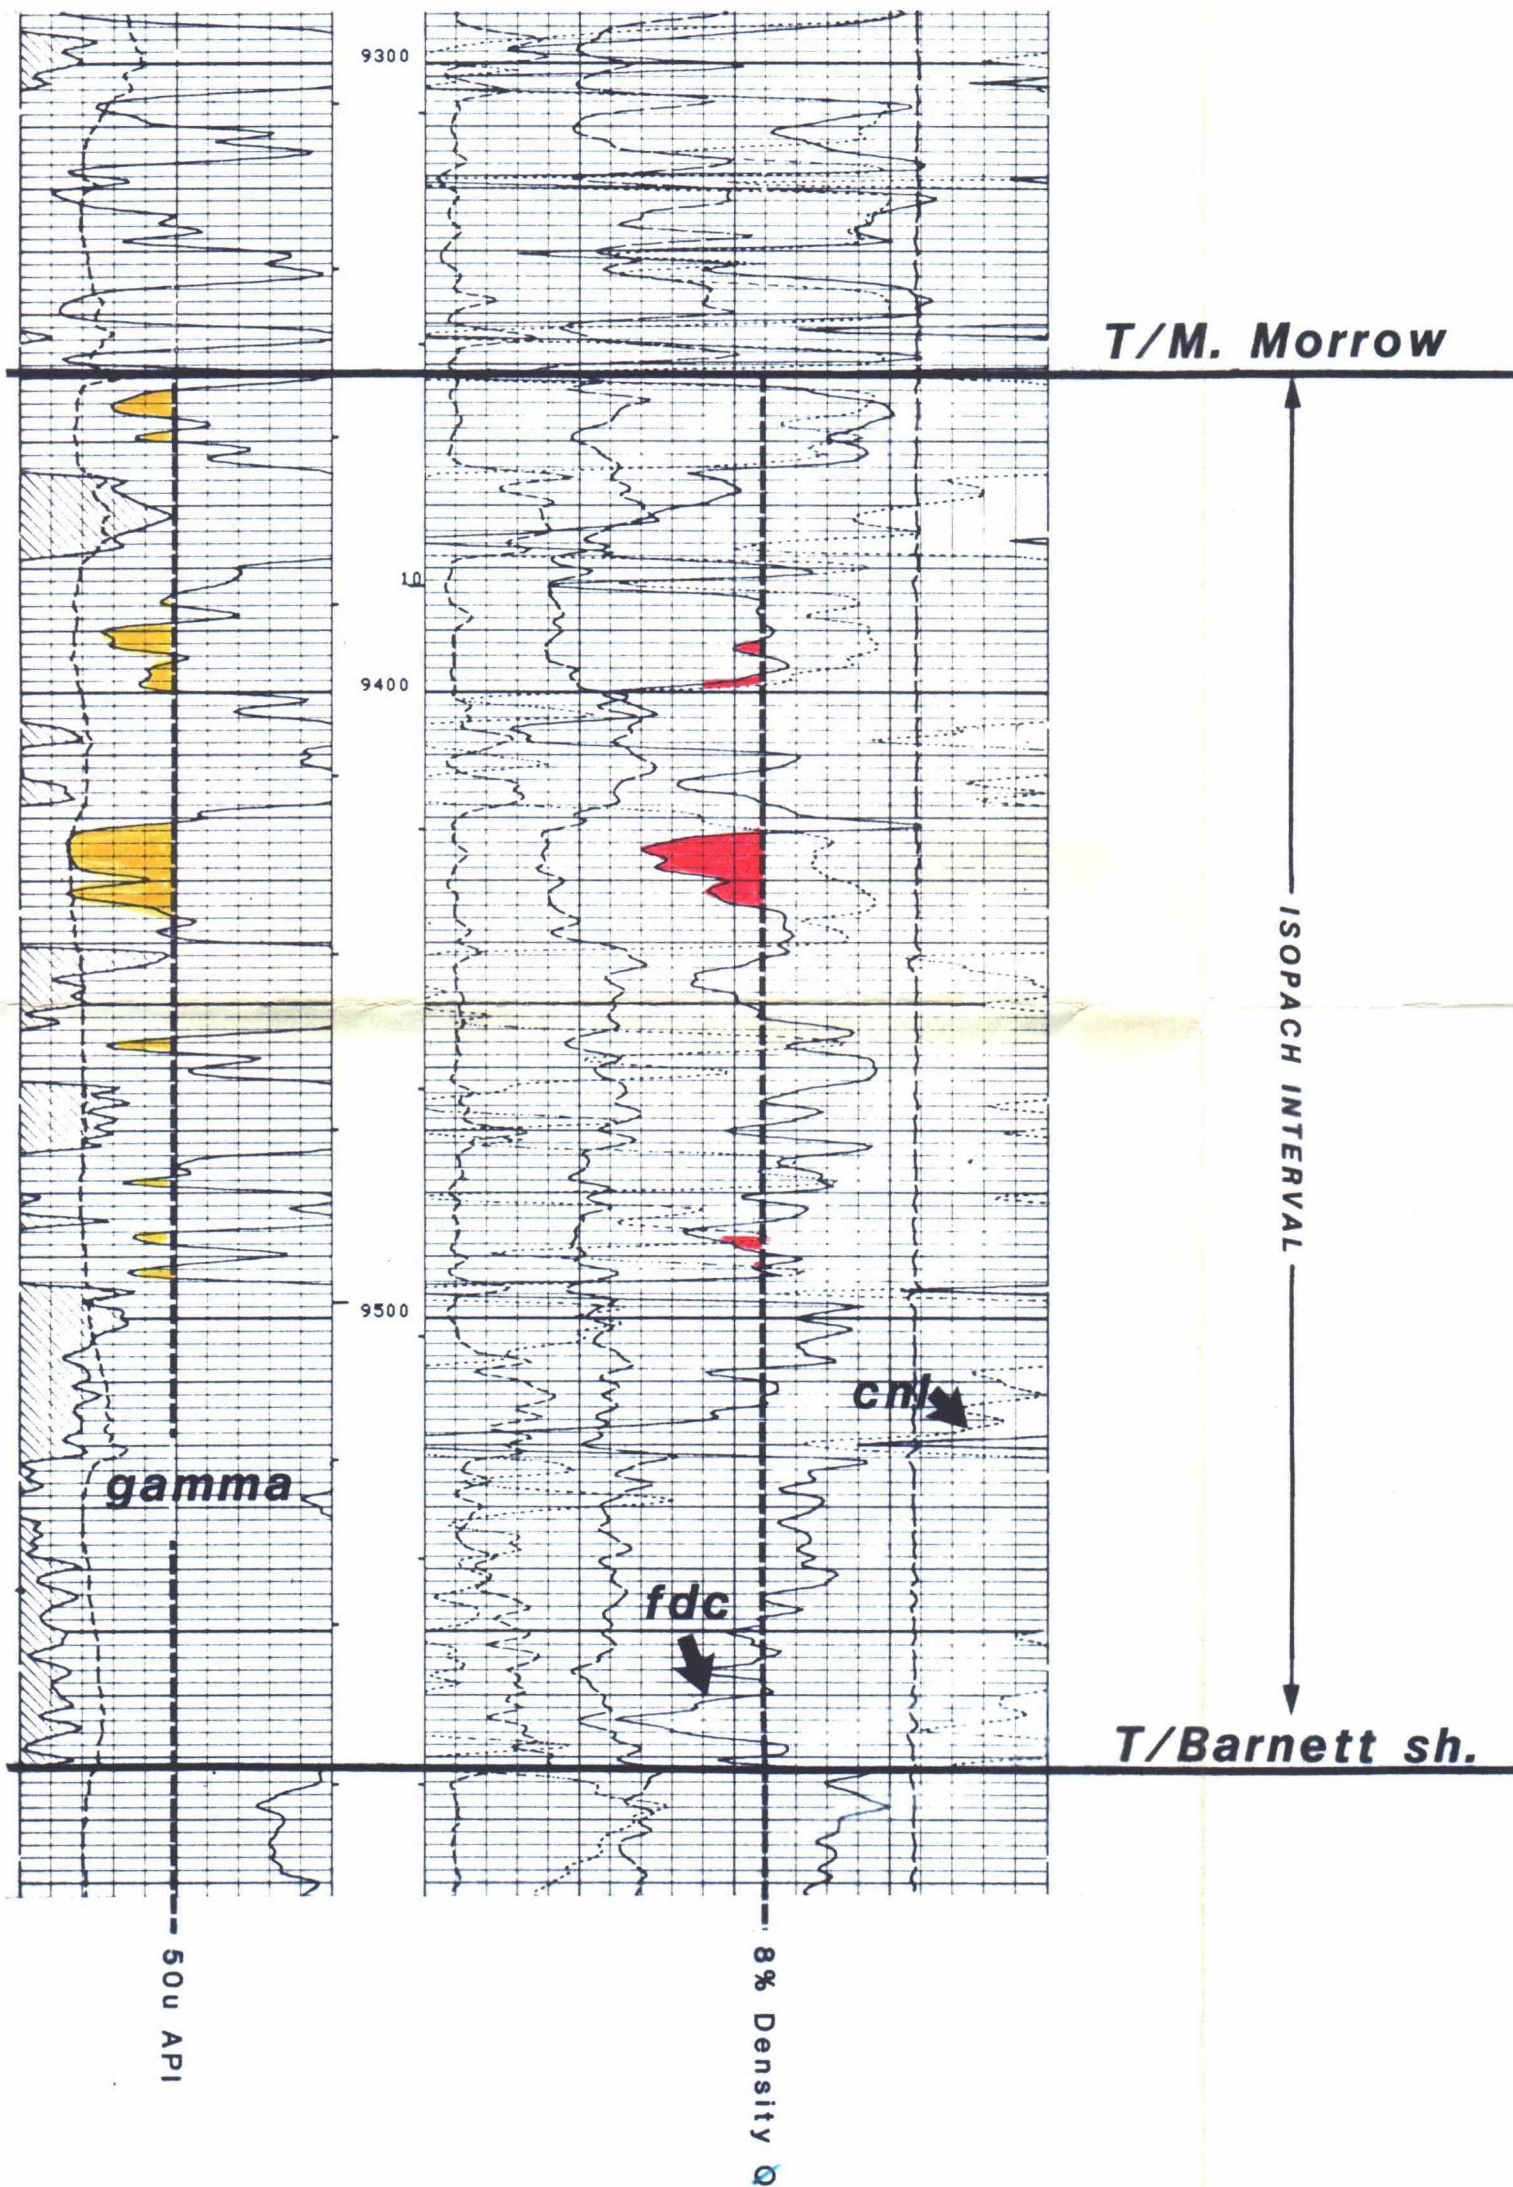 9300
T/M. Morrow
10
9400
ISOPACH INTERVAL
9500
cnl
gamma
fdc
T/Barnett sh.
50u API
8% Density Ø